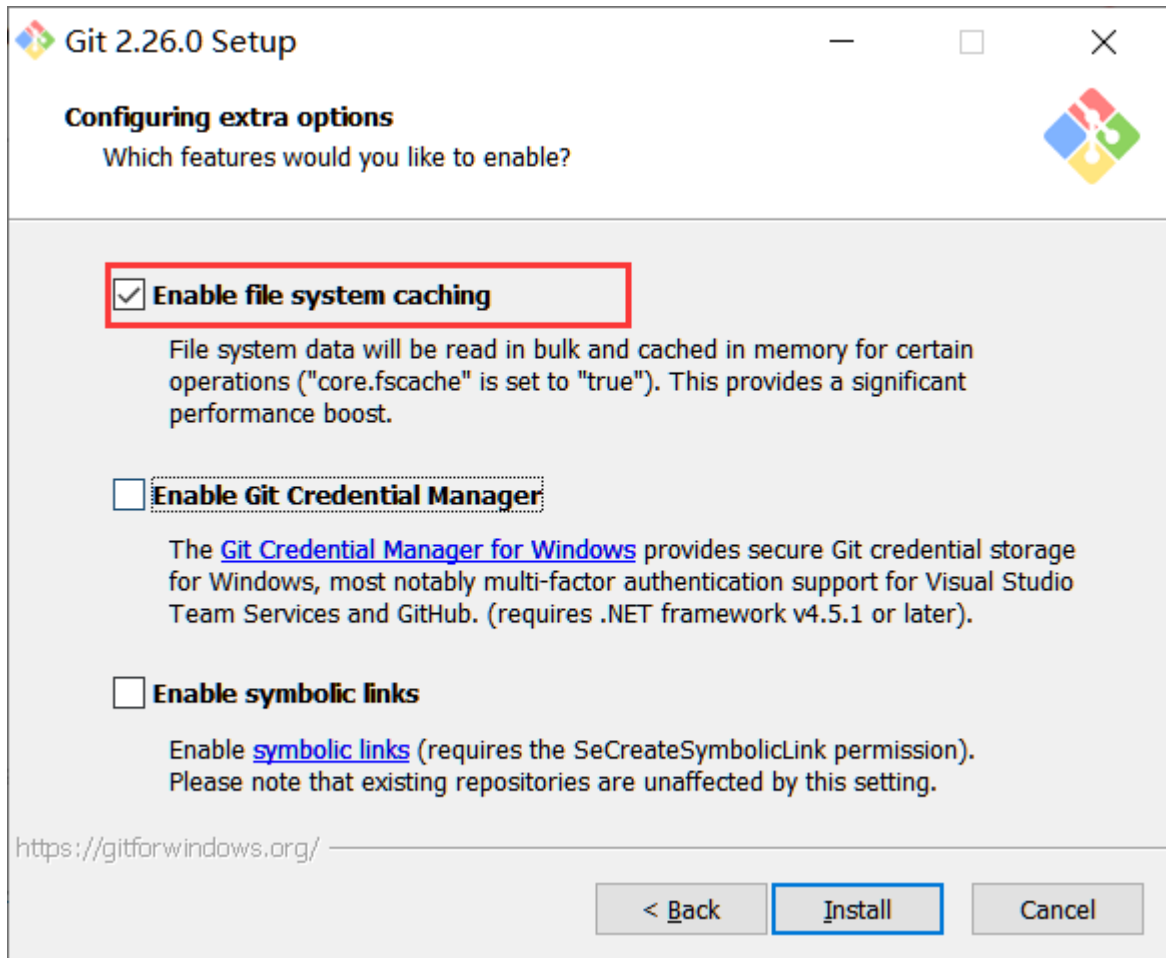 Git 2.26.0 Setup
Configuring extra options
Which features would you like to enable?
Enable file system caching
File system data will be read in bulk and cached in memory for certain
operations ("core.fscache" is set to "true"). This provides a significant
performance boost.
Enable Git Credential Manager
The Git Credential Manager for Windows provides secure Git credential storage
for Windows, most notably multi-factor authentication support for Visual Studio
Team Services and GitHub. (requires .NET framework v4.5.1 or later).
Enable symbolic links
Enable symbolic links (requires the SeCreateSymbolicLink permission).
Please note that existing repositories are unaffected by this setting.
https://gitforwindows.org/
< Back Install Cancel